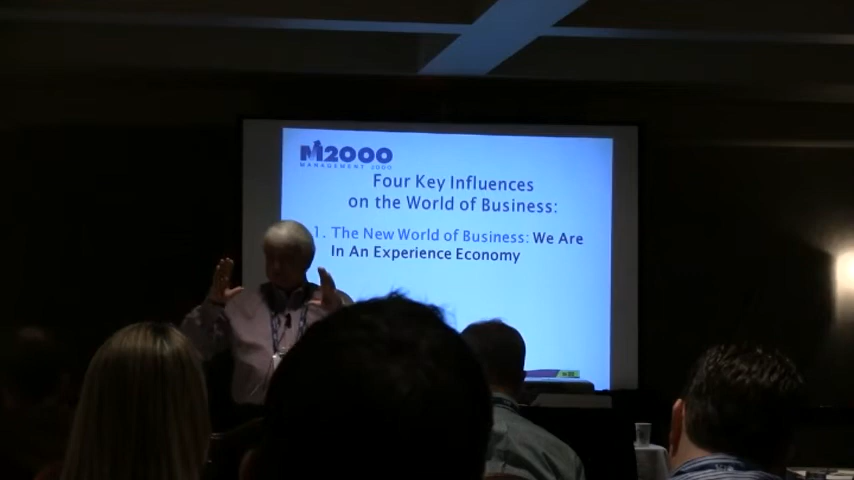 M2000
MANAGEMENT 2000
Four Key Influences
on the World of Business:
1. The New World of Business: We Are
In An Experience Economy